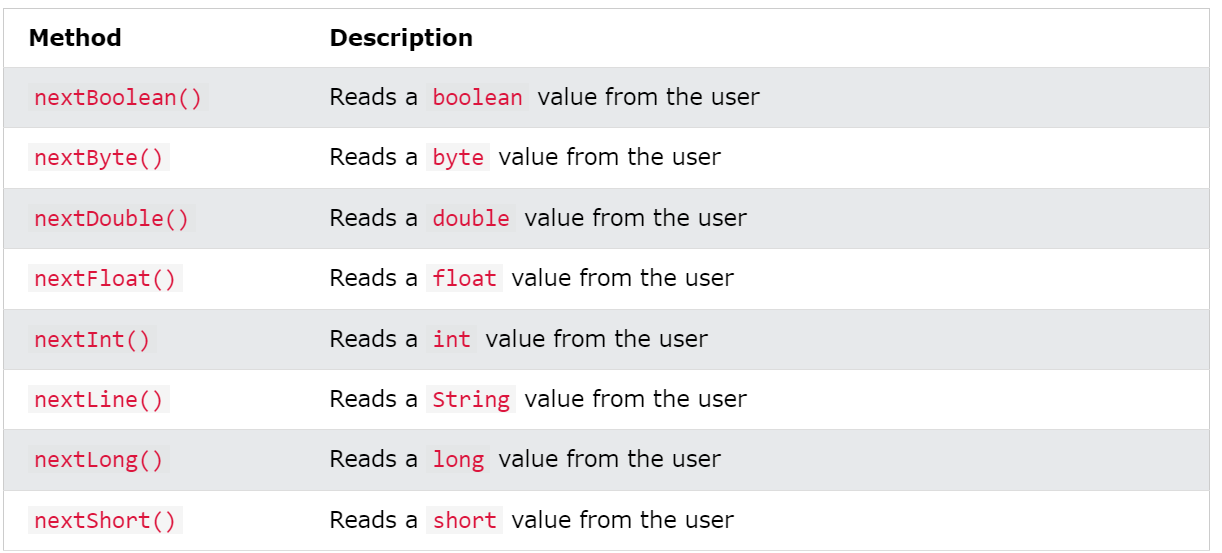 Method Description
nextBoolean() Reads a boolean value from the user
nextByte() Reads a byte value from the user
nextDouble() Reads a double value from the user
nextFloat() Reads a float value from the user
nextInt() Reads a int value from the user
nextLine() Reads a String value from the user
nextLong() Reads a long value from the user
nextShort() Reads a short value from the user